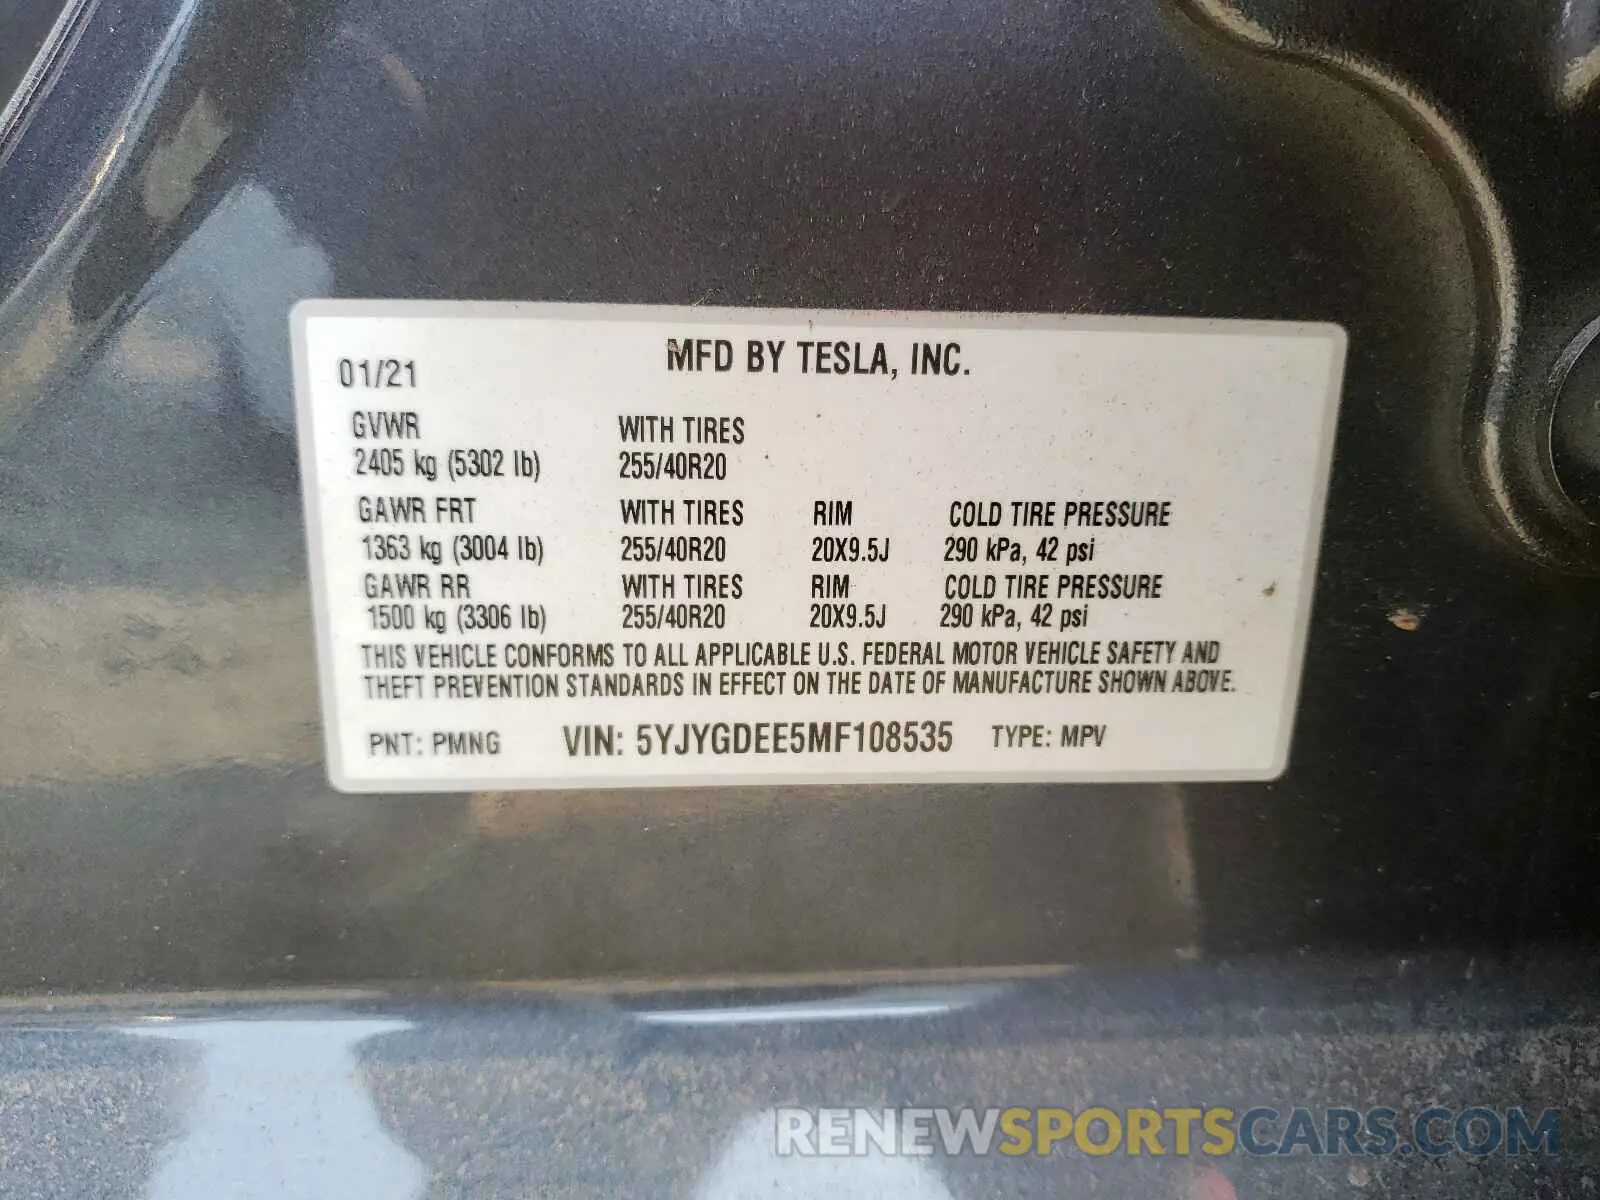 01/21 MFD BY TESLA, INC.
GVWR WITH TIRES
2405 kg (5302 lb) 255/40R20
GAWR FRT WITH TIRES RIM COLD TIRE PRESSURE
1363 kg (3004 lb) 255/40R20 20X9.5J 290 kPa, 42 psi
GAWR RR WITH TIRES RIM COLD TIRE PRESSURE
1500 kg (3306 lb) 255/40R20 20X9.5J 290 kPa, 42 psi
THIS VEHICLE CONFORMS TO ALL APPLICABLE U.S. FEDERAL MOTOR VEHICLE SAFETY AND
THEFT PREVENTION STANDARDS IN EFFECT ON THE DATE OF MANUFACTURE SHOWN ABOVE.
PNT: PMNG VIN: 5YJYGDEE5MF108535 TYPE: MPV
RENEWSPORTSCARS.COM